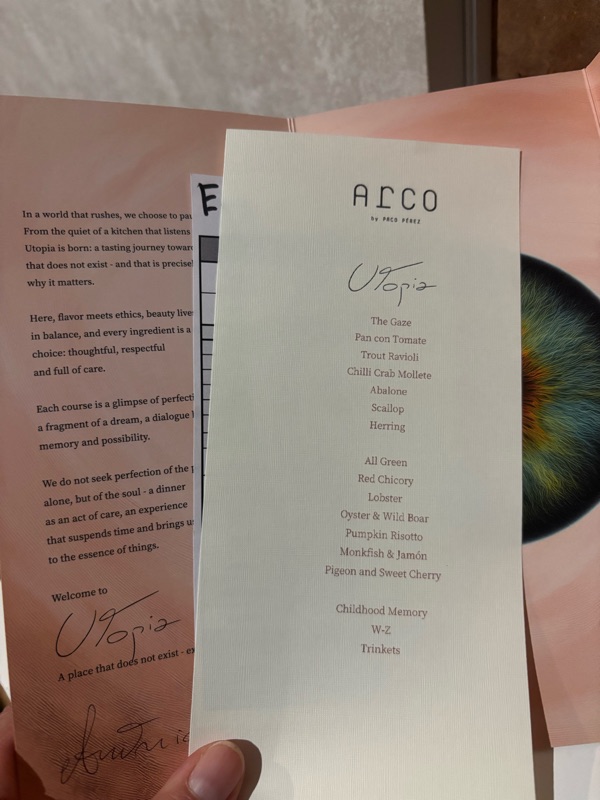 In a world that rushes, we choose to
From the quiet of a kitchen that listens
Utopia is born: a tasting journey
that does not exist - and that is
why it matters.
Here, flavor meets ethics, beauty
in balance, and every ingredient is a
choice: thoughtful, respectful
and full of care.
Each course is a glimpse of
a fragment of a dream, a dialogue
memory and possibility.
We do not seek perfection of the
alone, but of the soul - a dinner
as an act of care, an experience
that suspends time and brings
to the essence of things.
Welcome to
Utopia
A place that does not exist -
E
ARCO
by PACO PÉREZ
Utopia
The Gaze
Pan con Tomate
Trout Ravioli
Chilli Crab Mollete
Abalone
Scallop
Herring
All Green
Red Chicory
Lobster
Oyster & Wild Boar
Pumpkin Risotto
Monkfish & Jamón
Pigeon and Sweet Cherry
Childhood Memory
W-Z
Trinkets